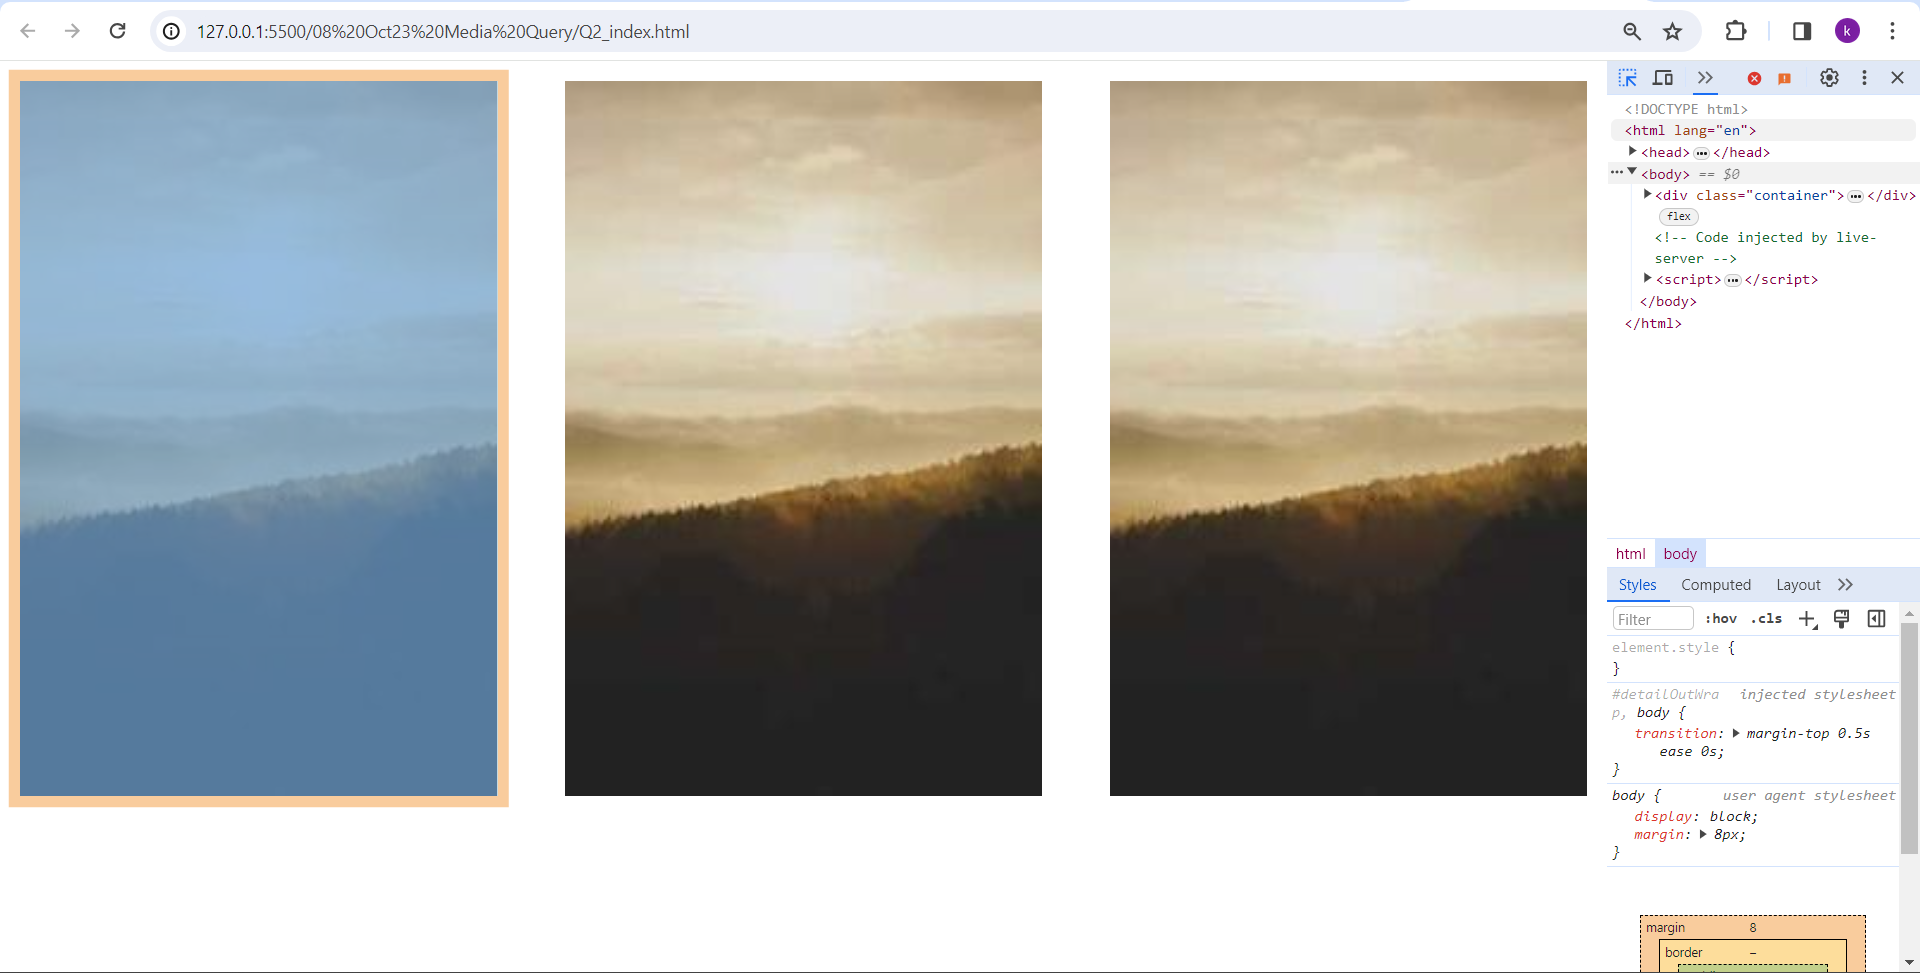 127.0.0.1:5500/08%20Oct23%20Media%20Query/Q2_index.html
k
<!DOCTYPE html>
<html lang="en">
<head> ••• </head>
••• <body> == $0
<div class="container"> ••• </div>
flex
<!-- Code injected by live-
server -->
<script> ••• </script>
</body>
</html>
html body
Styles Computed Layout
Filter :hov .cls
element.style {
}
#detailOutWra injected stylesheet
p, body {
transition: margin-top 0.5s
ease 0s;
}
body { user agent stylesheet
display: block;
margin: 8px;
}
margin 8
border –